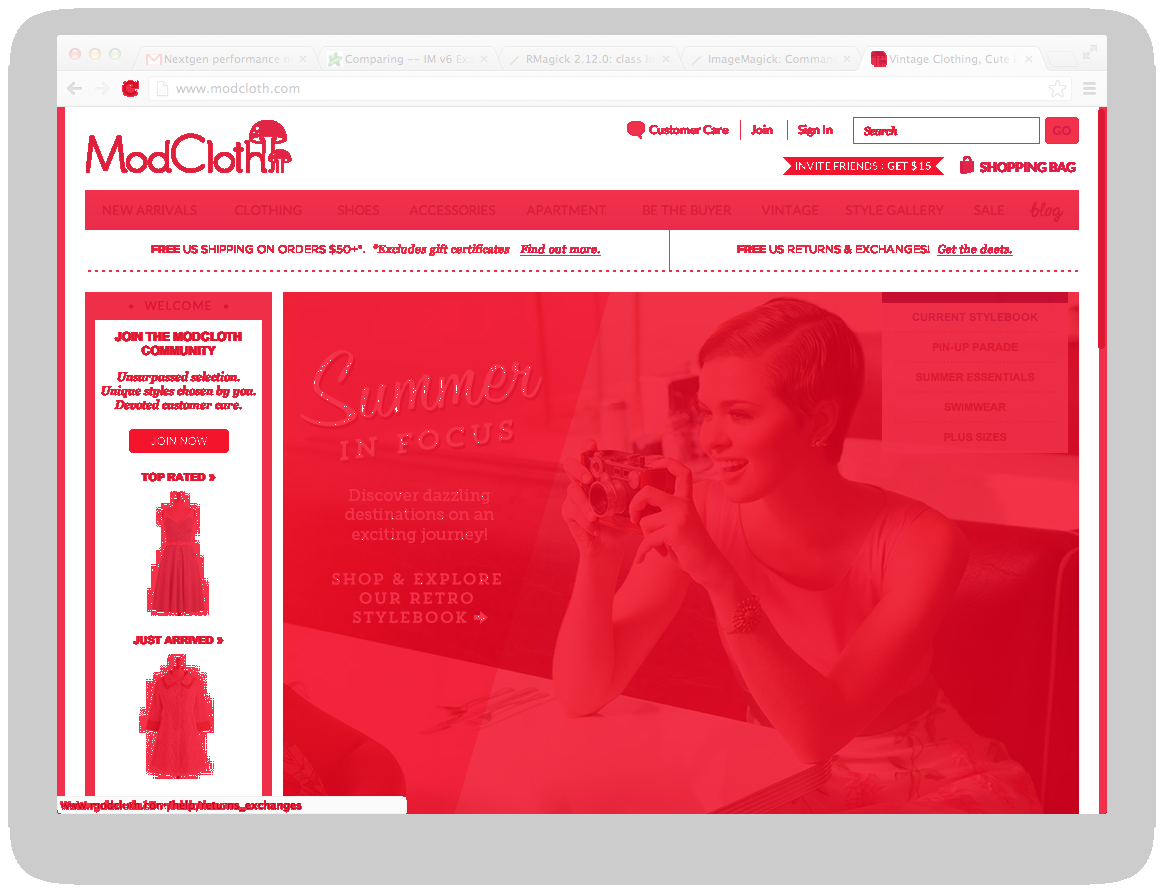 Nextgen performance o
Comparing -- IM v6 Exa
RMagick 2.12.0: class I
ImageMagick: Comman
Vintage Clothing, Cute
www.modcloth.com
ModCloth
Customer Care
Join
Sign In
Search
GO
INVITE FRIENDS : GET $15
SHOPPING BAG
NEW ARRIVALS
CLOTHING
SHOES
ACCESSORIES
APARTMENT
BE THE BUYER
VINTAGE
STYLE GALLERY
SALE
blog
FREE US SHIPPING ON ORDERS $50+*. *Excludes gift certificates Find out more.
FREE US RETURNS & EXCHANGES! Get the deets.
• WELCOME •
JOIN THE MODCLOTH
COMMUNITY
Unsurpassed selection.
Unique styles chosen by you.
Devoted customer care.
JOIN NOW
TOP RATED »
JUST ARRIVED »
Summer
IN FOCUS
Discover dazzling
destinations on an
exciting journey!
SHOP & EXPLORE
OUR RETRO
STYLEBOOK
CURRENT STYLEBOOK
PIN-UP PARADE
SUMMER ESSENTIALS
SWIMWEAR
PLUS SIZES